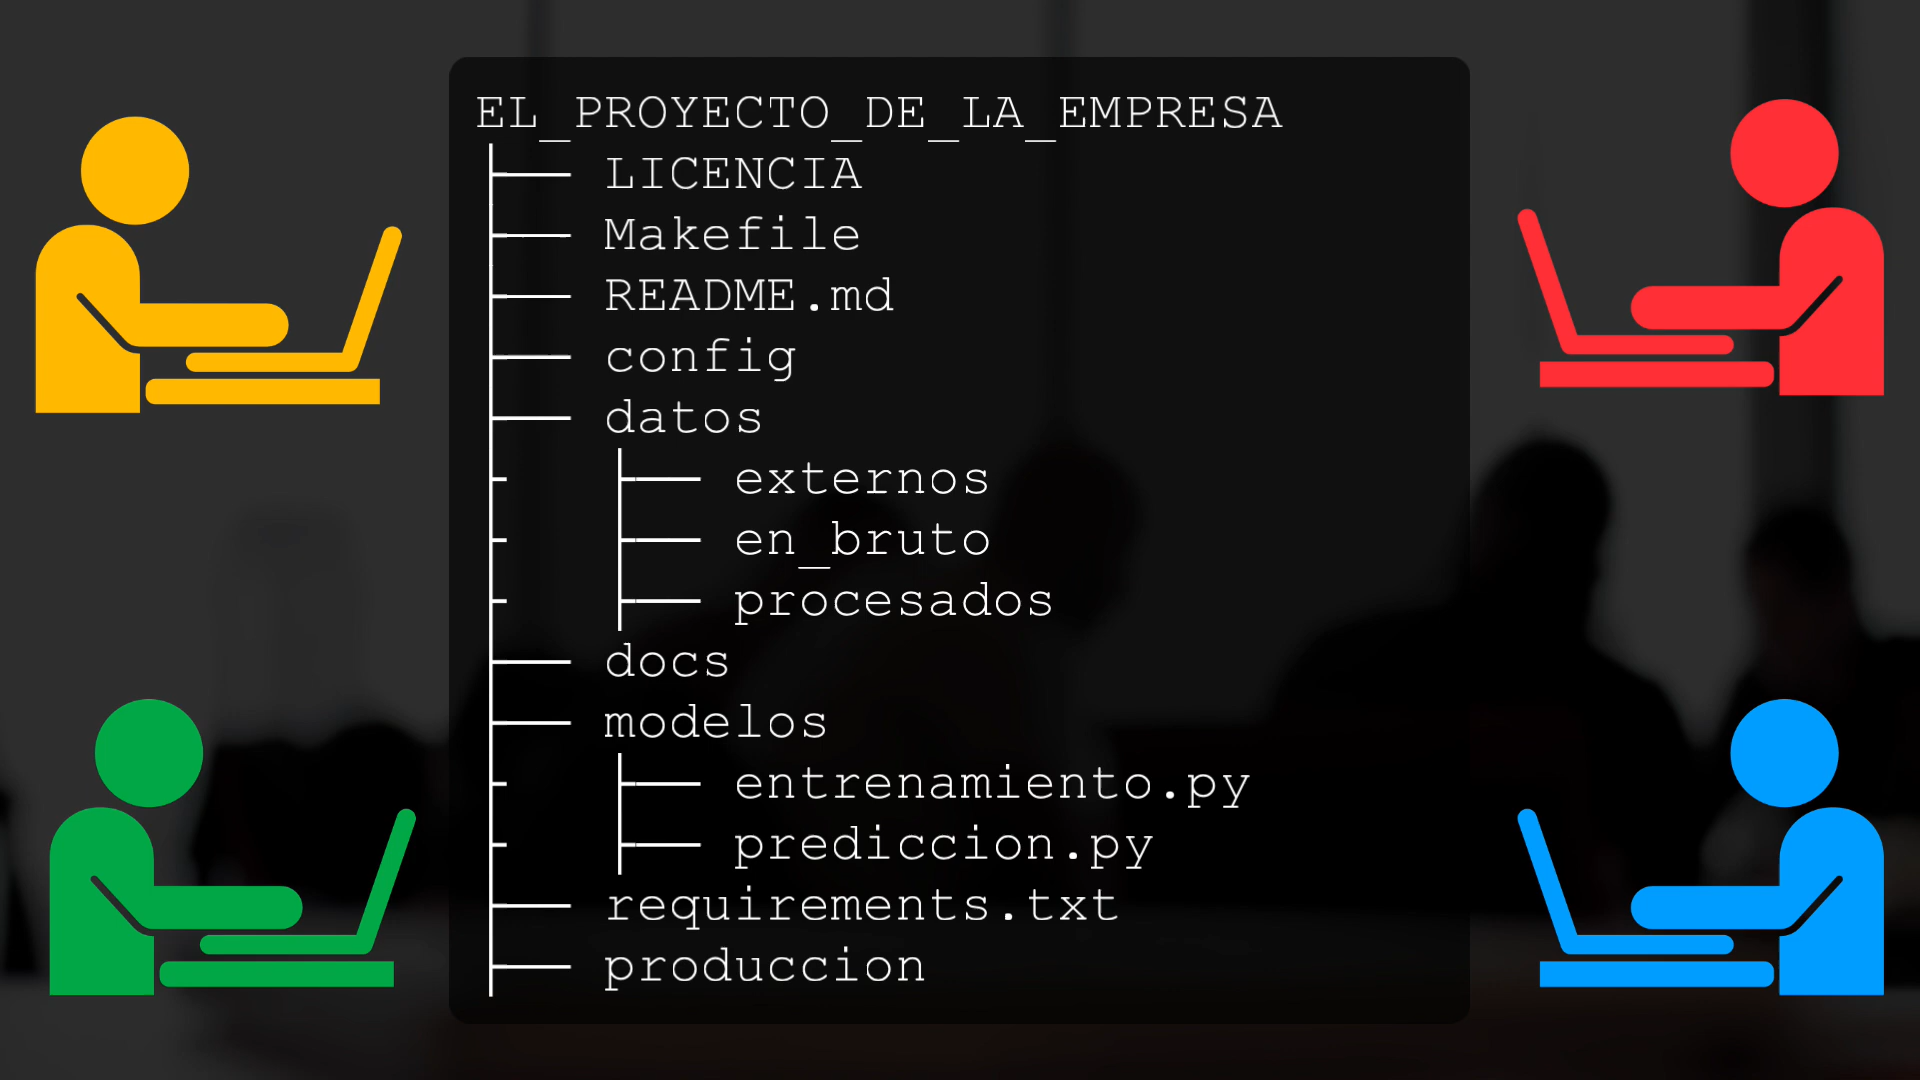 EL_PROYECTO_DE_LA_EMPRESA
LICENCIA
Makefile
README.md
config
datos
externos
en_bruto
procesados
docs
modelos
entrenamiento.py
prediccion.py
requirements.txt
produccion